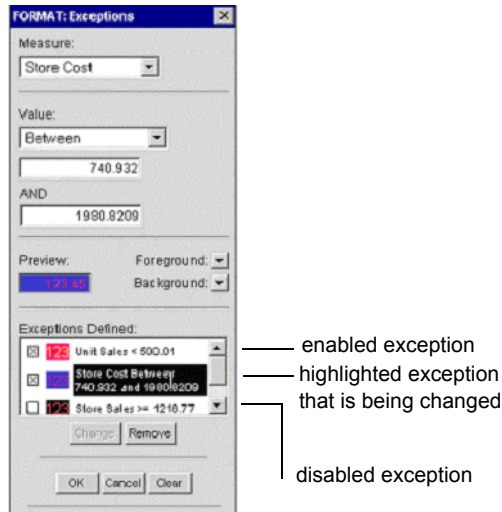 FORMAT: Exceptions
Measure:
Store Cost
Value:
Between
740.932
AND
1980.8209
Preview:
Foreground:
123.45
Background:
Exceptions Defined:
123 Unit Sales < 500.01
123 Store Cost Between
740.932 and 1980.8209
123 Store Sales >= 1218.77
Change Remove
OK Cancel Clear
enabled exception
highlighted exception
that is being changed
disabled exception